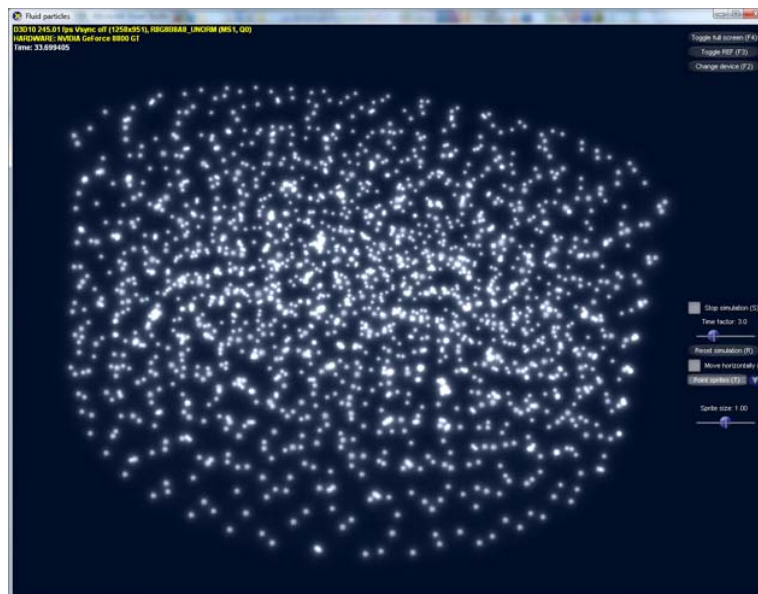 Fluid particles
D3D10 245.01 fps Vsync off (1258x951), R8G8B8A8_UNORM (MS1, Q0)
HARDWARE: NVIDIA GeForce 8800 GT
Time: 33.699405
Toggle full screen (F4)
Toggle REF (F3)
Change device (F2)
Stop simulation (S)
Time factor: 3.0
Reset simulation (R)
Move horizontally
Point sprites (T)
Sprite size: 1.00